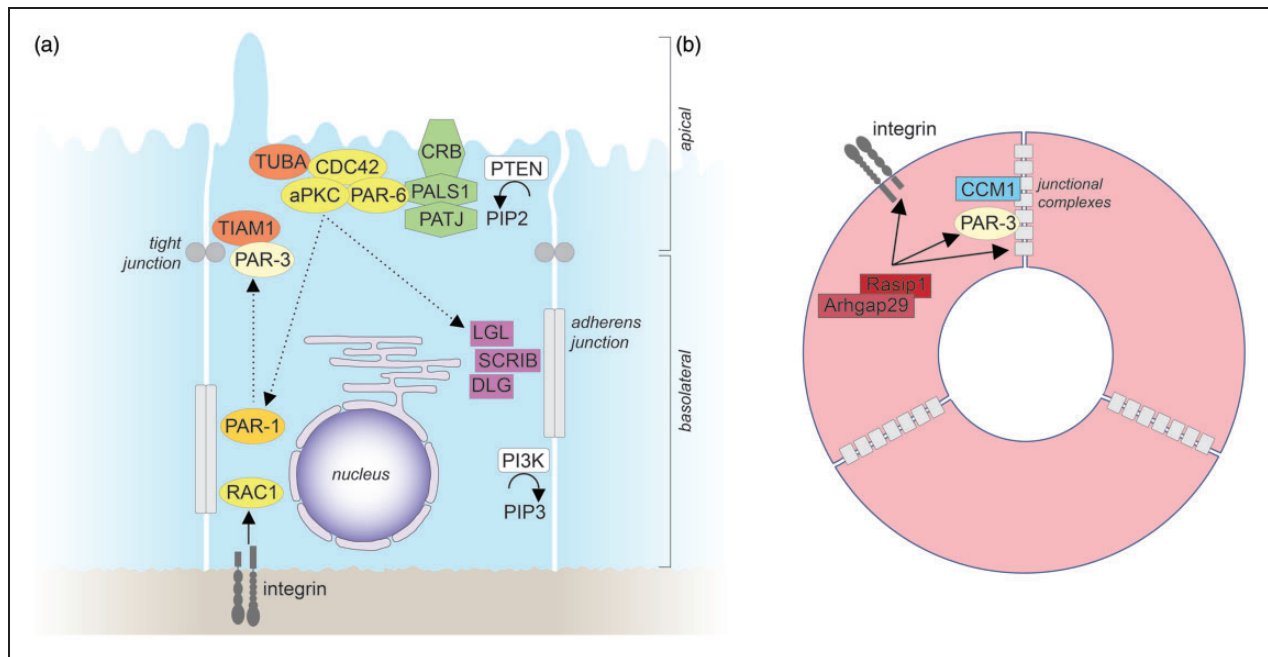 (a)
TUBA
CDC42
aPKC
PAR-6
CRB
PALS1
PATJ
PTEN
PIP2
apical
TIAM1
PAR-3
tight
junction
LGL
SCRIB
DLG
adherens
junction
basolateral
PAR-1
RAC1
nucleus
PI3K
PIP3
integrin
(b)
integrin
CCM1
junctional
complexes
PAR-3
Rasip1
Arhgap29